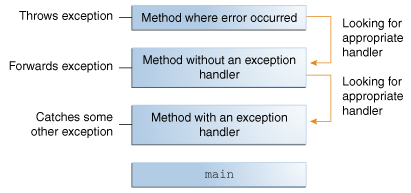 Throws exception
Method where error occurred
Looking for
appropriate
handler
Forwards exception
Method without an exception
handler
Looking for
appropriate
handler
Catches some
other exception
Method with an exception
handler
main